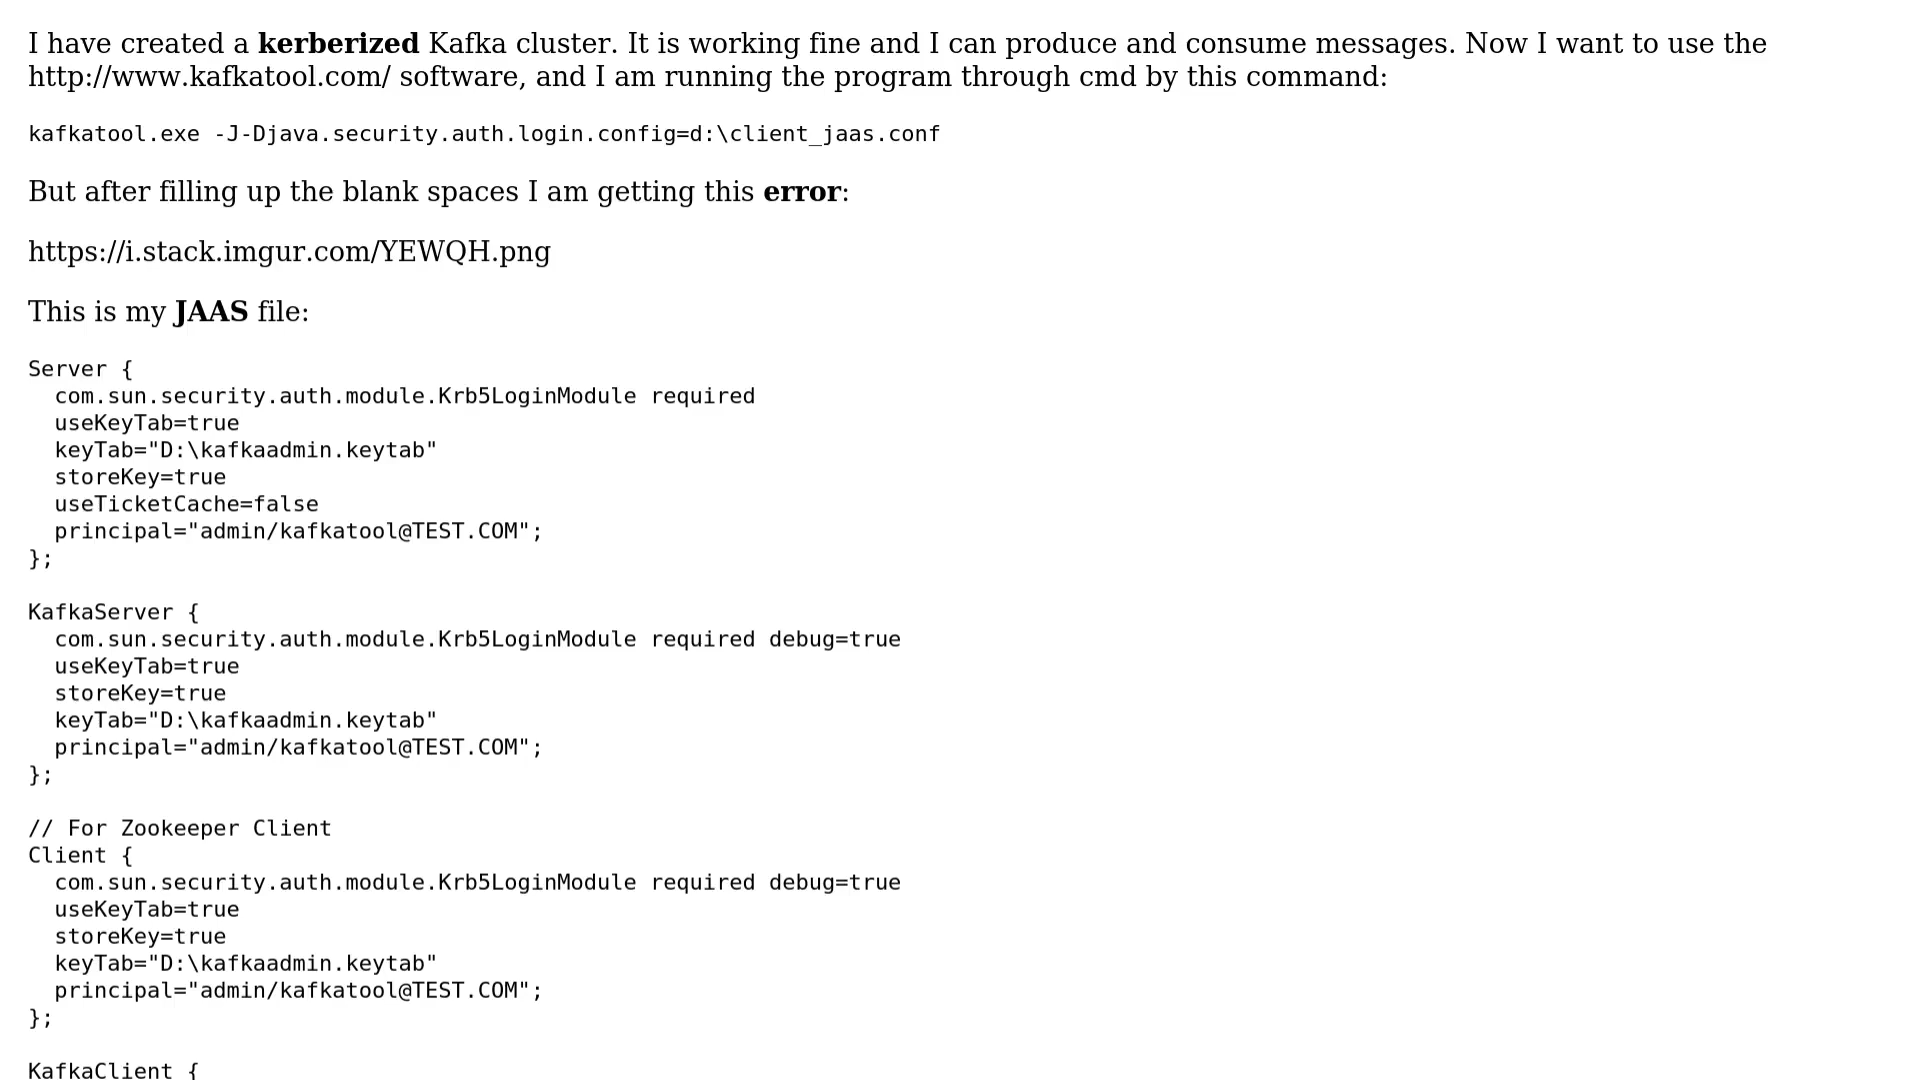 I have created a kerberized Kafka cluster. It is working fine and I can produce and consume messages. Now I want to use the
http://www.kafkatool.com/ software, and I am running the program through cmd by this command:
kafkatool.exe -J-Djava.security.auth.login.config=d:\client_jaas.conf
But after filling up the blank spaces I am getting this error:
https://i.stack.imgur.com/YEWQH.png
This is my JAAS file:
Server {
  com.sun.security.auth.module.Krb5LoginModule required
  useKeyTab=true
  keyTab="D:\kafkaadmin.keytab"
  storeKey=true
  useTicketCache=false
  principal="admin/kafkatool@TEST.COM";
};
KafkaServer {
  com.sun.security.auth.module.Krb5LoginModule required debug=true
  useKeyTab=true
  storeKey=true
  keyTab="D:\kafkaadmin.keytab"
  principal="admin/kafkatool@TEST.COM";
};
// For Zookeeper Client
Client {
  com.sun.security.auth.module.Krb5LoginModule required debug=true
  useKeyTab=true
  storeKey=true
  keyTab="D:\kafkaadmin.keytab"
  principal="admin/kafkatool@TEST.COM";
};
KafkaClient {